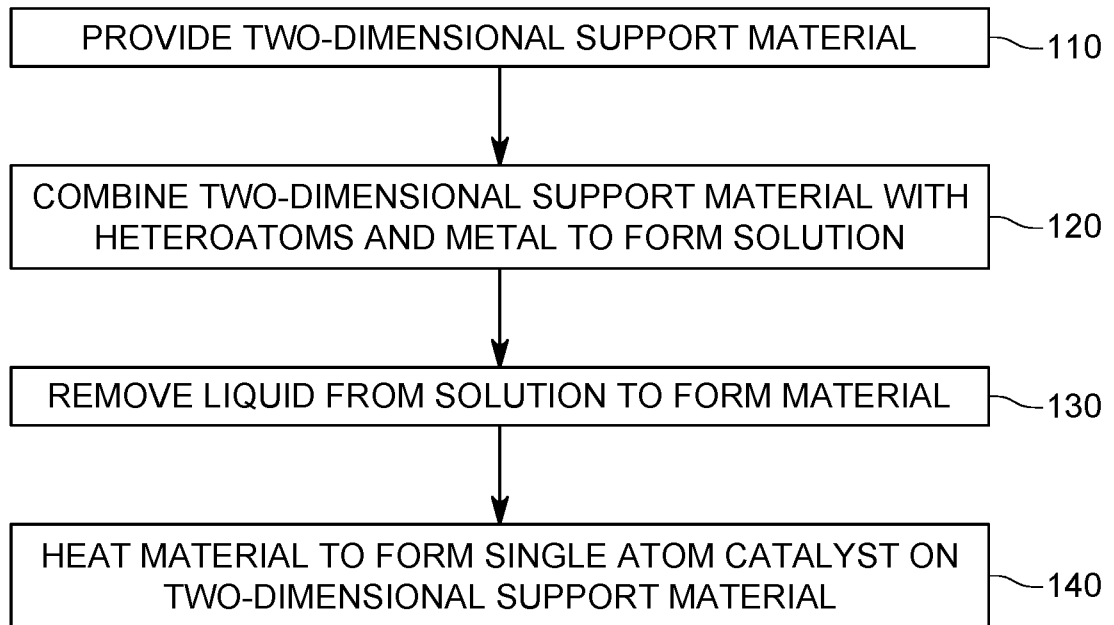 PROVIDE TWO-DIMENSIONAL SUPPORT MATERIAL
110
COMBINE TWO-DIMENSIONAL SUPPORT MATERIAL WITH
HETEROATOMS AND METAL TO FORM SOLUTION
120
REMOVE LIQUID FROM SOLUTION TO FORM MATERIAL
130
HEAT MATERIAL TO FORM SINGLE ATOM CATALYST ON
TWO-DIMENSIONAL SUPPORT MATERIAL
140